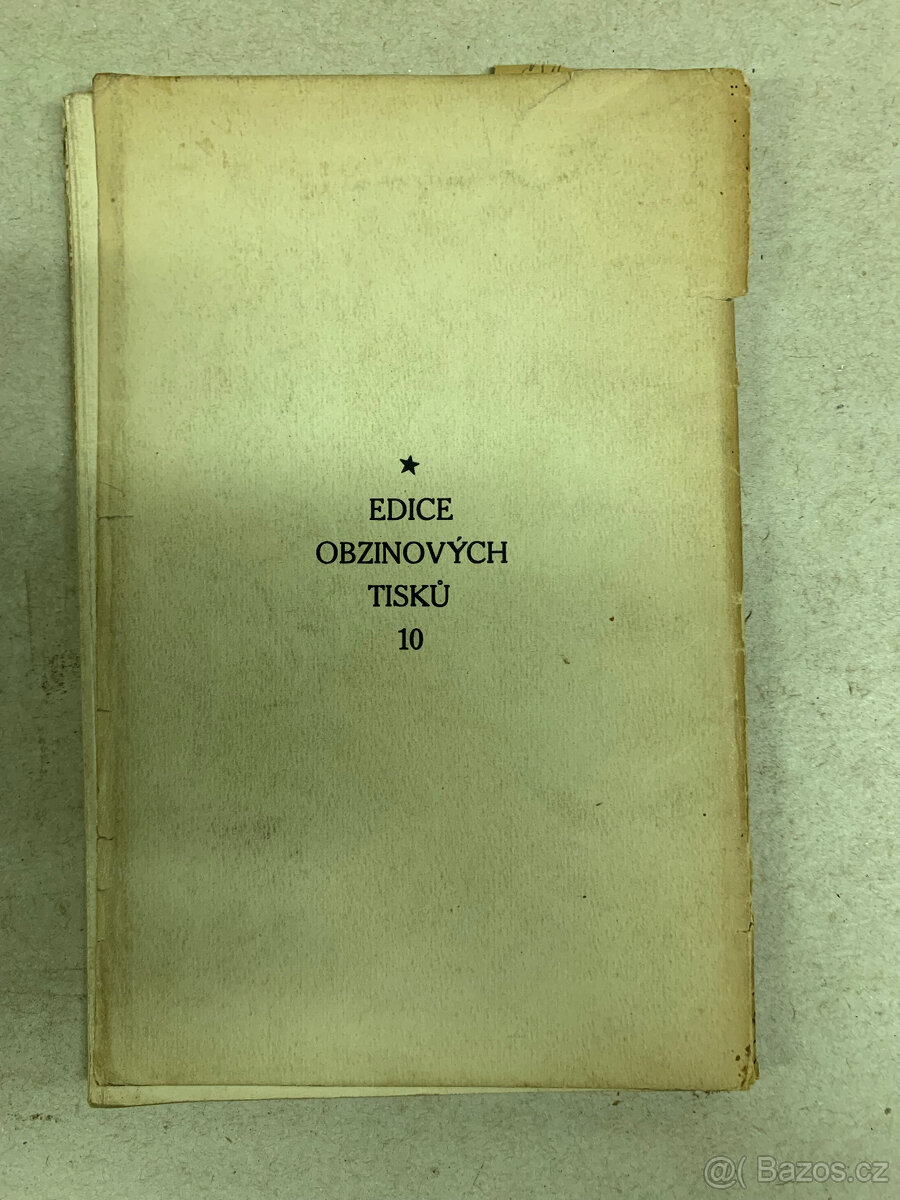 ★
EDICE
OBZINOVÝCH
TISKŮ
10
@( Bazos.cz